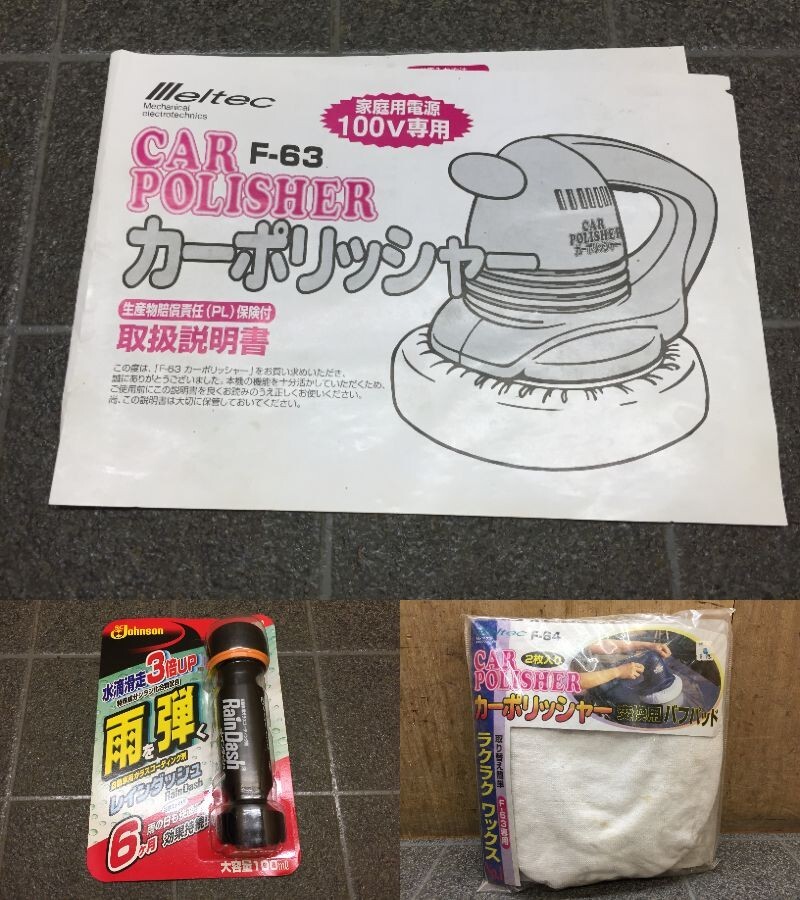 Meltec
Mechanical
electrotechnics
家庭用電源
100V専用
CAR F-63
POLISHER
カーポリッシャー
CAR
POLISHER
カーポリッシャー
生産物賠償責任(PL)保険付
取扱説明書
この度は、「F-63 カーポリッシャー」をお買い求めいただき、
誠にありがとうございました。本機の機能を十分活かしていただくため、
ご使用前にこの説明書を良くお読みのうえ正しくお使いください。
尚、この説明書は大切に保管しておいてください。
Johnson
水滴滑走3倍UP
雨を弾く
レインダッシュ
RainDash
6ヶ月
雨の日も快適
効果持続!
大容量100ml
RainDash
Meltec F-64
CAR 2枚入り
POLISHER
カーポリッシャー 交換用バフパッド
取り替え簡単
F-63専用
ラクラク ワックス